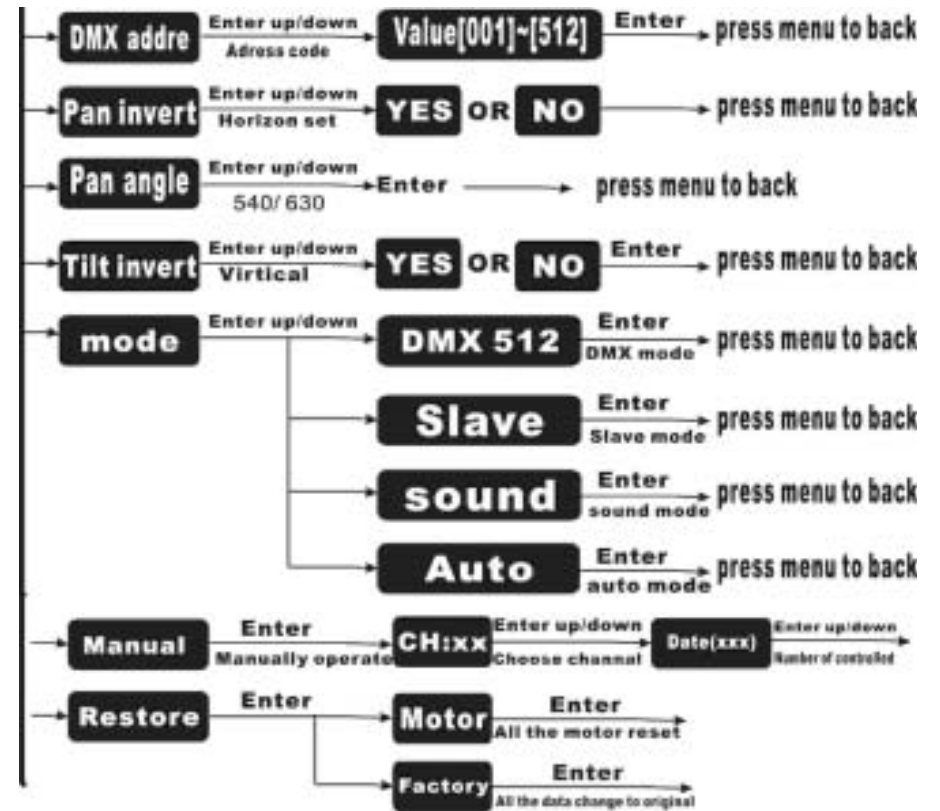 DMX addre Enter up/down Adress code Value[001]~[512] Enter press menu to back
Pan invert Enter up/down Horizon set YES OR NO press menu to back
Pan angle Enter up/down 540/ 630 Enter press menu to back
Tilt invert Enter up/down Virtical YES OR NO Enter press menu to back
mode Enter up/down DMX 512 Enter DMX mode press menu to back
Slave Enter Slave mode press menu to back
sound Enter sound mode press menu to back
Auto Enter auto mode press menu to back
Manual Enter Manually operate CH:xx Enter up/down Choose channal Date(xxx) Enter up/down Number of controlled
Restore Enter Motor Enter All the motor reset
Factory Enter All the data change to original